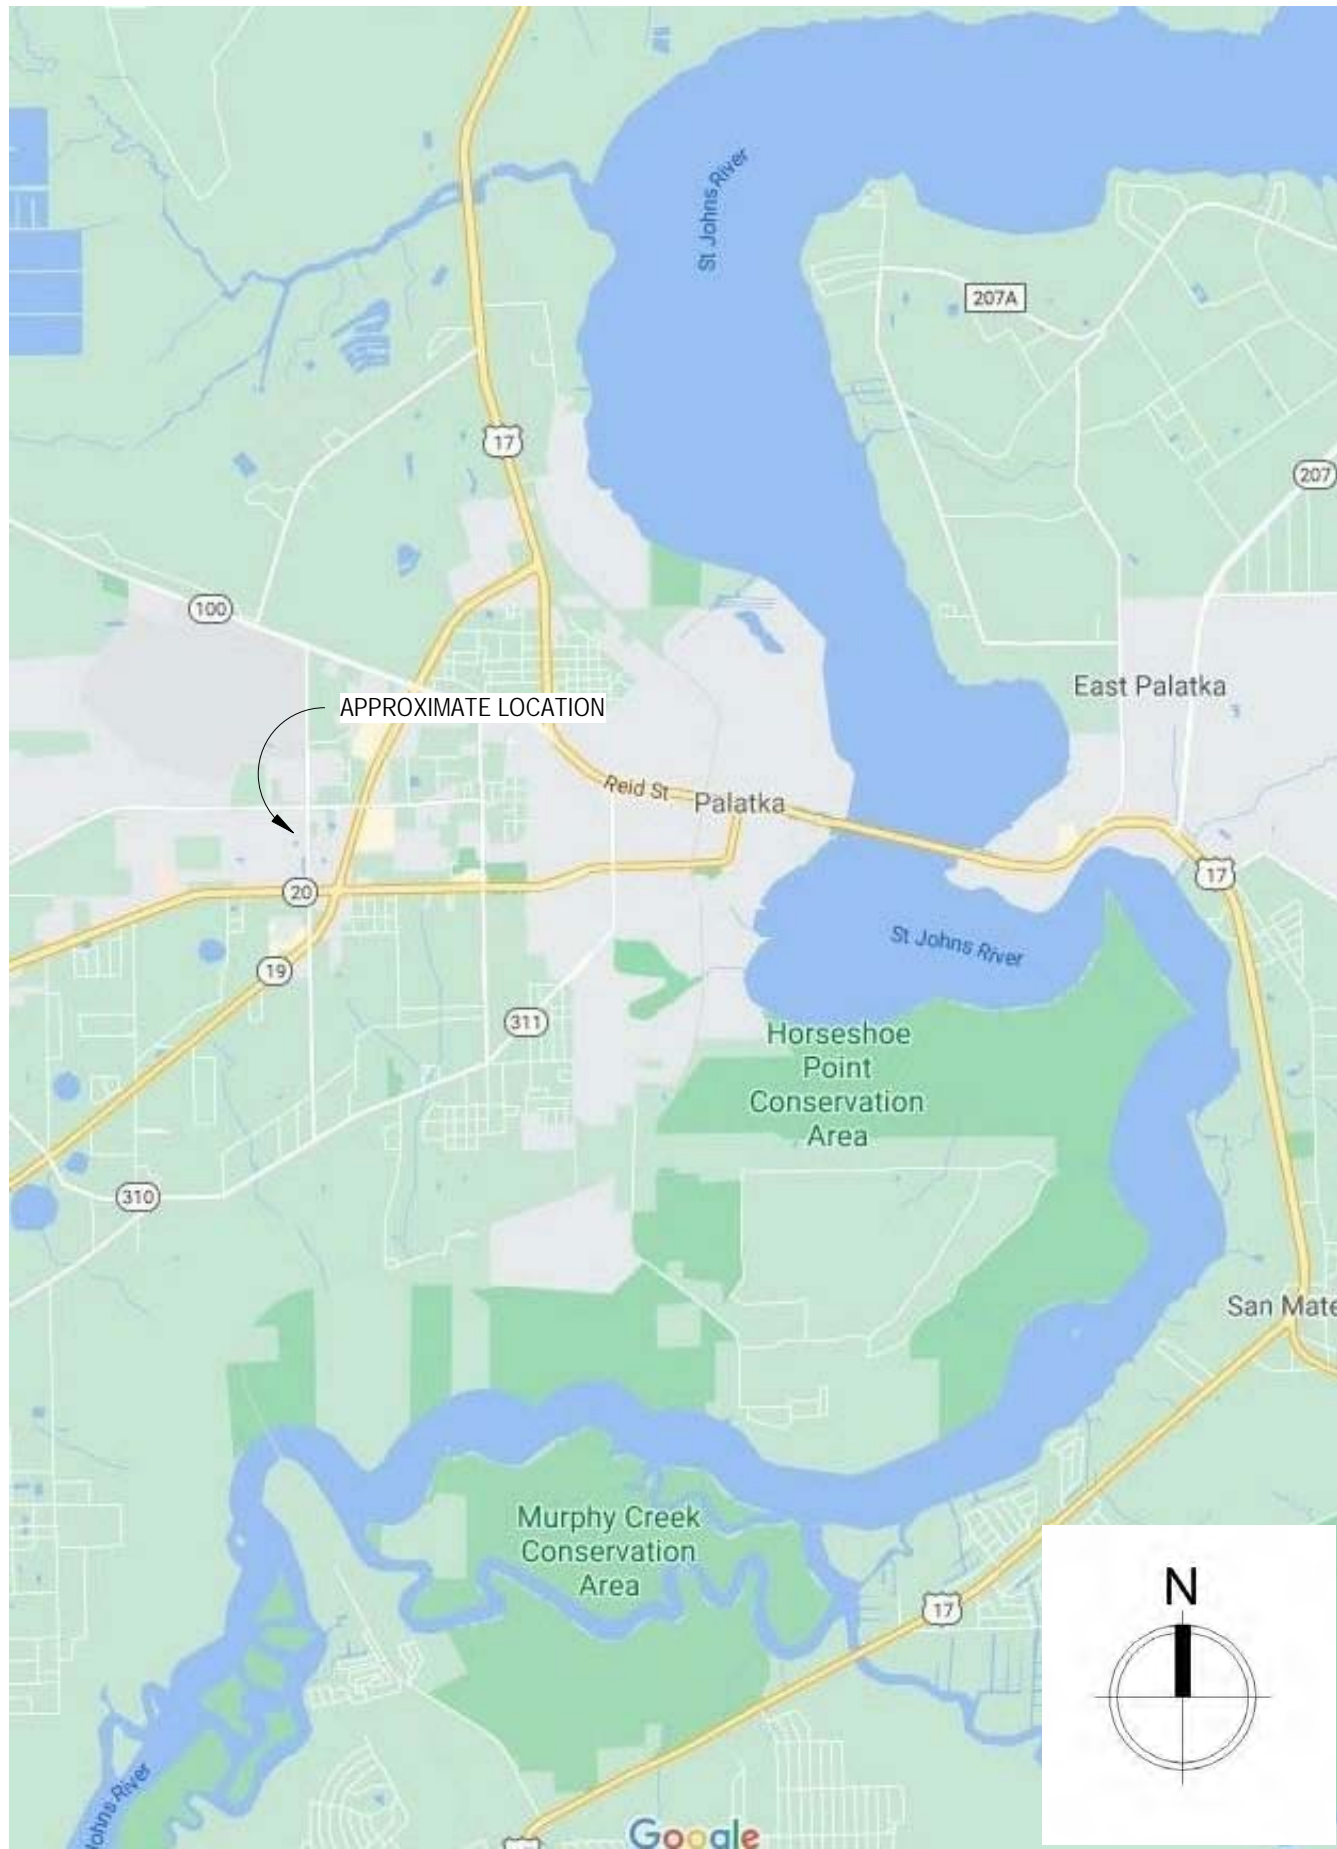 St Johns River
207A
17
207
100
East Palatka
APPROXIMATE LOCATION
Reid St
Palatka
17
20
St Johns River
19
311
Horseshoe
Point
Conservation
Area
310
San Mate
Murphy Creek
Conservation
Area
N
17
Johns River
Google